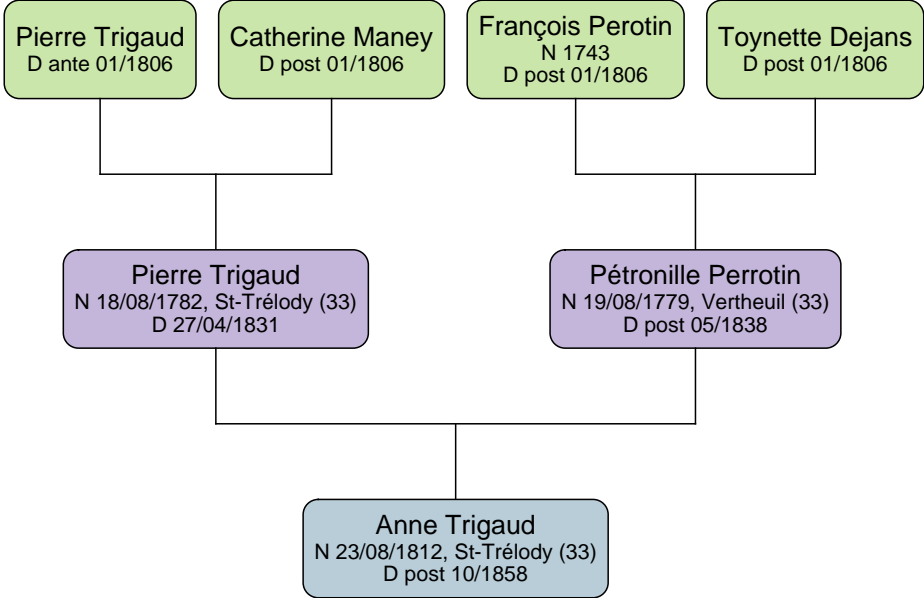 Pierre Trigaud
D ante 01/1806
Catherine Maney
D post 01/1806
François Perotin
N 1743
D post 01/1806
Toynette Dejans
D post 01/1806
Pierre Trigaud
N 18/08/1782, St-Trélody (33)
D 27/04/1831
Pétronille Perrotin
N 19/08/1779, Vertheuil (33)
D post 05/1838
Anne Trigaud
N 23/08/1812, St-Trélody (33)
D post 10/1858